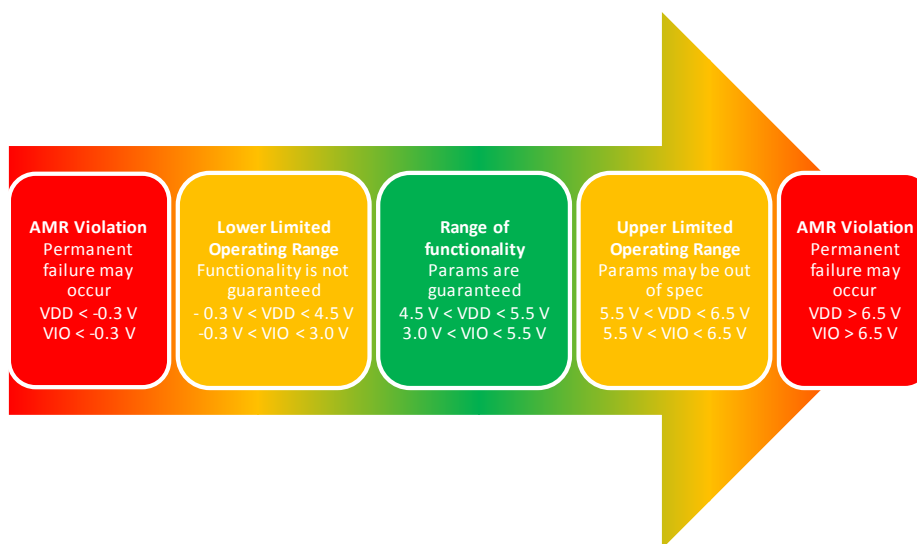 AMR Violation
Permanent
failure may
occur
VDD < -0.3 V
VIO < -0.3 V
Lower Limited
Operating Range
Functionality is not
guaranteed
- 0.3 V < VDD < 4.5 V
-0.3 V < VIO < 3.0 V
Range of
functionality
Params are
guaranteed
4.5 V < VDD < 5.5 V
3.0 V < VIO < 5.5 V
Upper Limited
Operating Range
Params may be out
of spec
5.5 V < VDD < 6.5 V
5.5 V < VIO < 6.5 V
AMR Violation
Permanent
failure may
occur
VDD > 6.5 V
VIO > 6.5 V